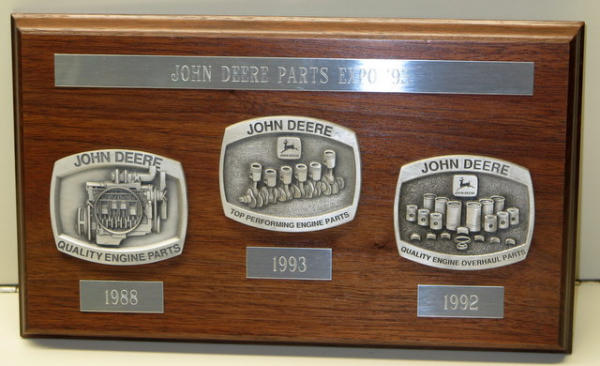 JOHN DEERE PARTS EXPO
JOHN DEERE
QUALITY ENGINE PARTS
1988
JOHN DEERE
TOP PERFORMING ENGINE PARTS
1993
JOHN DEERE
QUALITY ENGINE OVERHAUL PARTS
1992